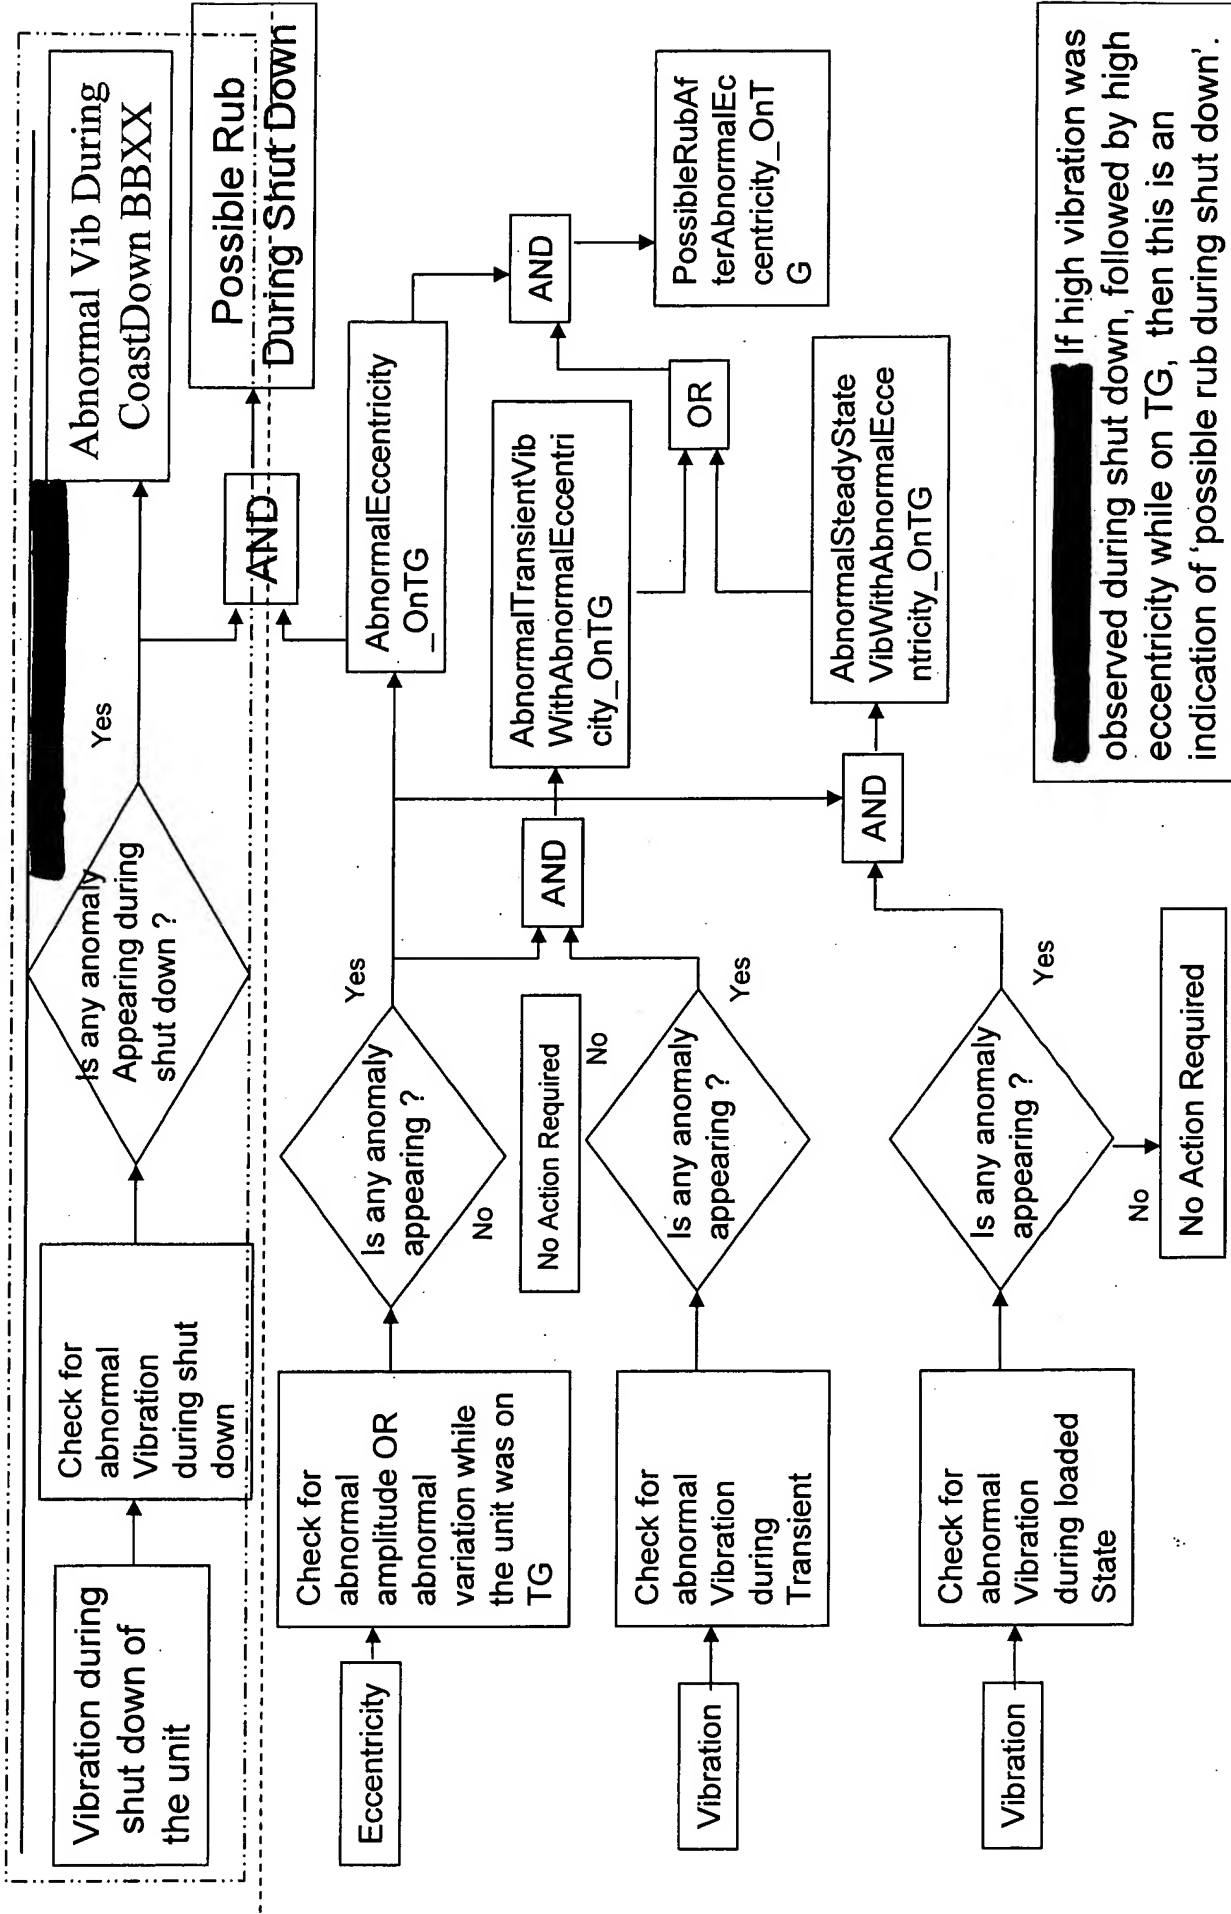 Vibration during
shut down of
the unit
Check for
abnormal
Vibration
during shut
down
Is any anomaly
Appearing during
shut down ?
Yes
Abnormal Vib During
CoastDown BBXX
AND
Possible Rub
During Shut Down
Eccentricity
Check for
abnormal
amplitude OR
abnormal
variation while
the unit was on
TG
Is any anomaly
appearing ?
Yes
No
AbnormalEccentricity
_OnTG
No Action Required
AND
AbnormalTransientVib
WithAbnormalEccentri
city_OnTG
AND
PossibleRubAf
terAbnormalEc
centricity_OnT
G
OR
Vibration
Check for
abnormal
Vibration
during
Transient
Is any anomaly
appearing ?
No
Yes
AND
AbnormalSteadyState
VibWithAbnormalEcce
ntricity_OnTG
Vibration
Check for
abnormal
Vibration
during loaded
State
Is any anomaly
appearing ?
Yes
No
No Action Required
If high vibration was
observed during shut down, followed by high
eccentricity while on TG, then this is an
indication of 'possible rub during shut down'.